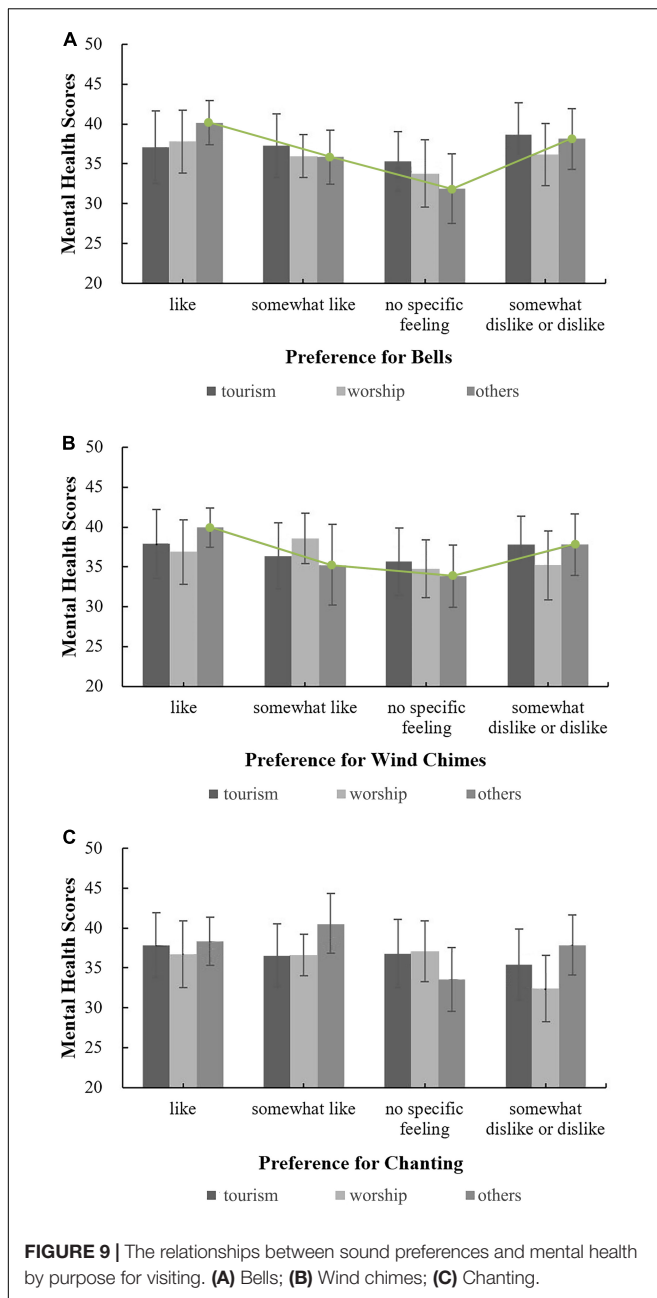 A
50
45
40
35
30
25
20
Mental Health Scores
like
somewhat like
no specific
feeling
somewhat
dislike or dislike
Preference for Bells
tourism
worship
others
B
50
45
40
35
30
25
20
Mental Health Scores
like
somewhat like
no specific
feeling
somewhat
dislike or dislike
Preference for Wind Chimes
tourism
worship
others
C
50
45
40
35
30
25
20
Mental Health Scores
like
somewhat like
no specific
feeling
somewhat
dislike or dislike
Preference for Chanting
tourism
worship
others
FIGURE 9 | The relationships between sound preferences and mental health
by purpose for visiting. (A) Bells; (B) Wind chimes; (C) Chanting.